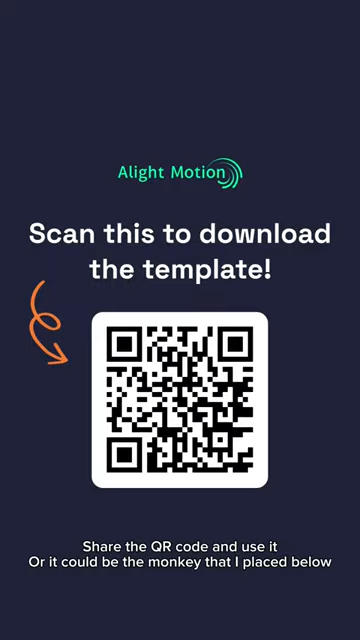 Alight Motion
Scan this to download
the template!
Share the QR code and use it
Or it could be the monkey that I placed below